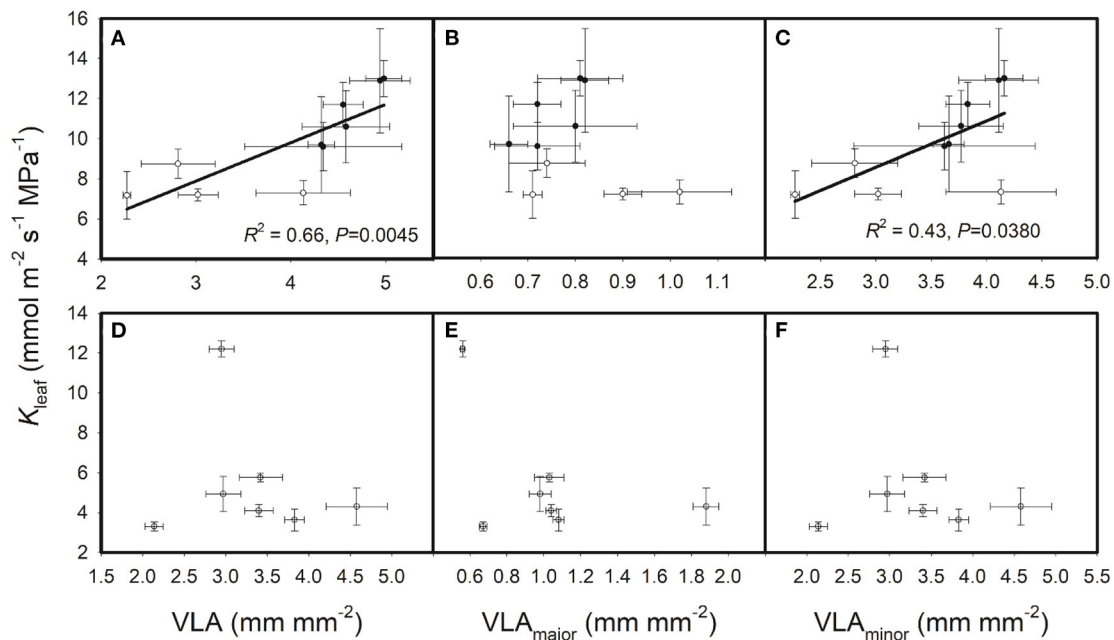 16
14
12
10
8
6
4
A
B
C
R² = 0.66, P=0.0045
R² = 0.43, P=0.0380
2 3 4 5
0.6 0.7 0.8 0.9 1.0 1.1
2.5 3.0 3.5 4.0 4.5 5.0
K_leaf (mmol m⁻² s⁻¹ MPa⁻¹)
14
12
10
8
6
4
2
D
E
F
1.5 2.0 2.5 3.0 3.5 4.0 4.5 5.0
0.6 0.8 1.0 1.2 1.4 1.6 1.8 2.0
2.0 2.5 3.0 3.5 4.0 4.5 5.0 5.5
VLA (mm mm⁻²)
VLA_major (mm mm⁻²)
VLA_minor (mm mm⁻²)